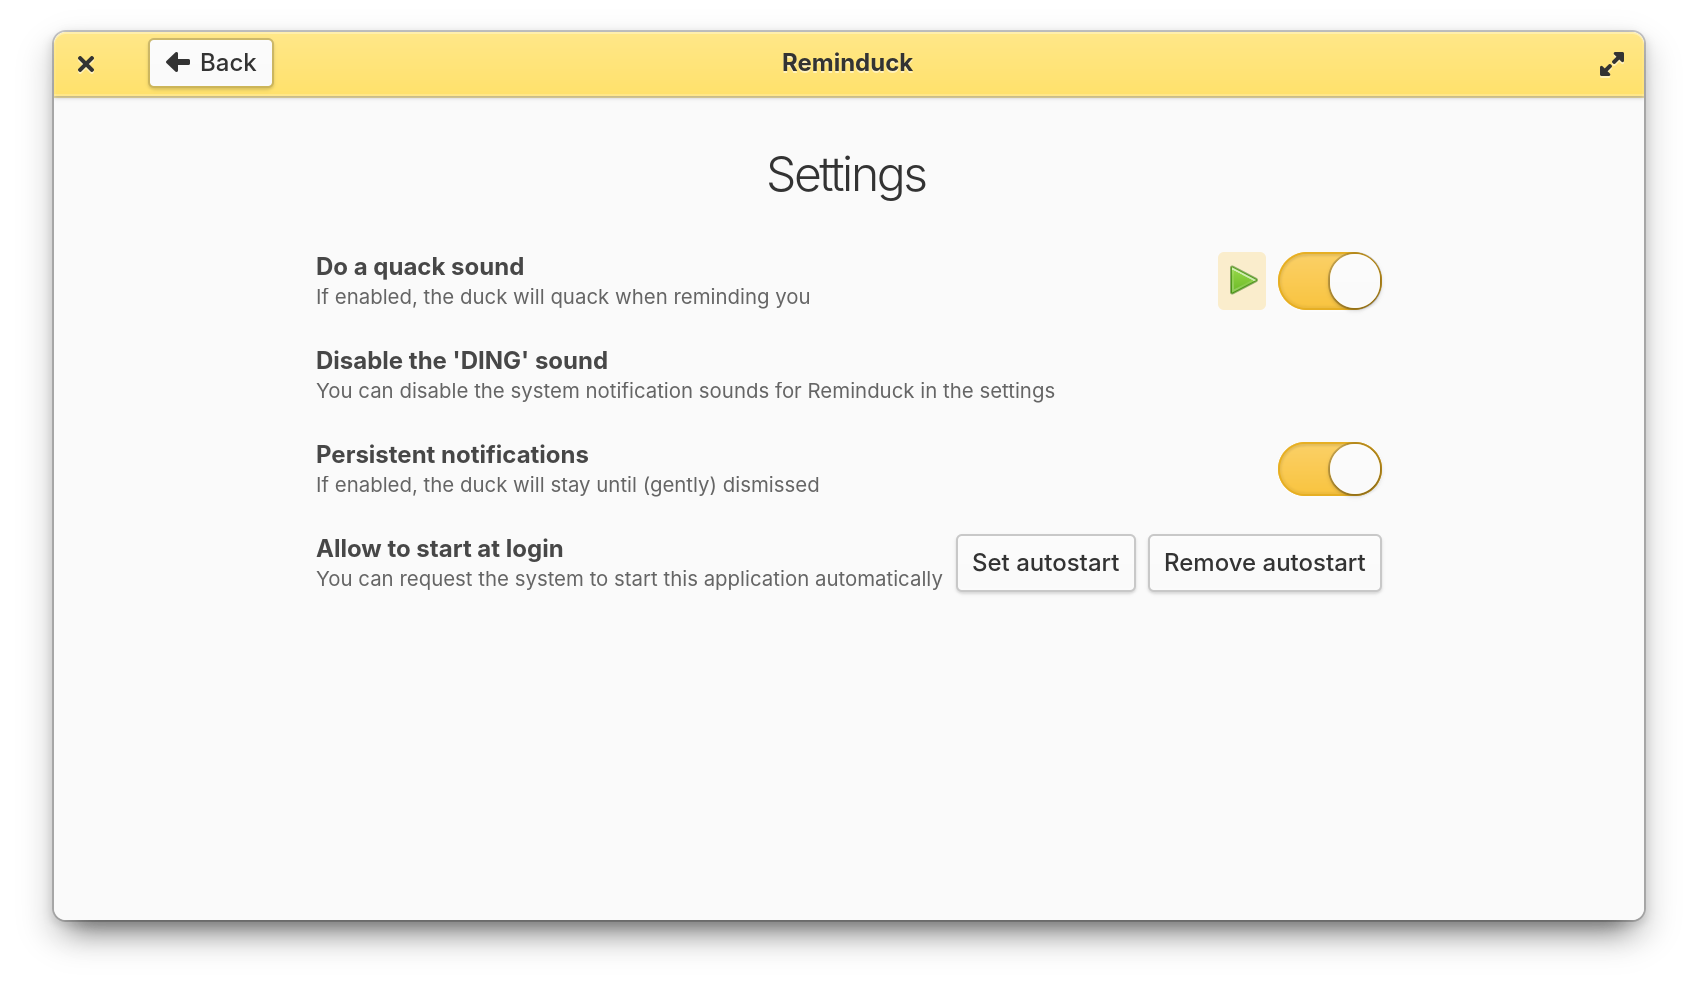 Back
Reminduck
Settings
Do a quack sound
If enabled, the duck will quack when reminding you
Disable the 'DING' sound
You can disable the system notification sounds for Reminduck in the settings
Persistent notifications
If enabled, the duck will stay until (gently) dismissed
Allow to start at login
You can request the system to start this application automatically
Set autostart
Remove autostart